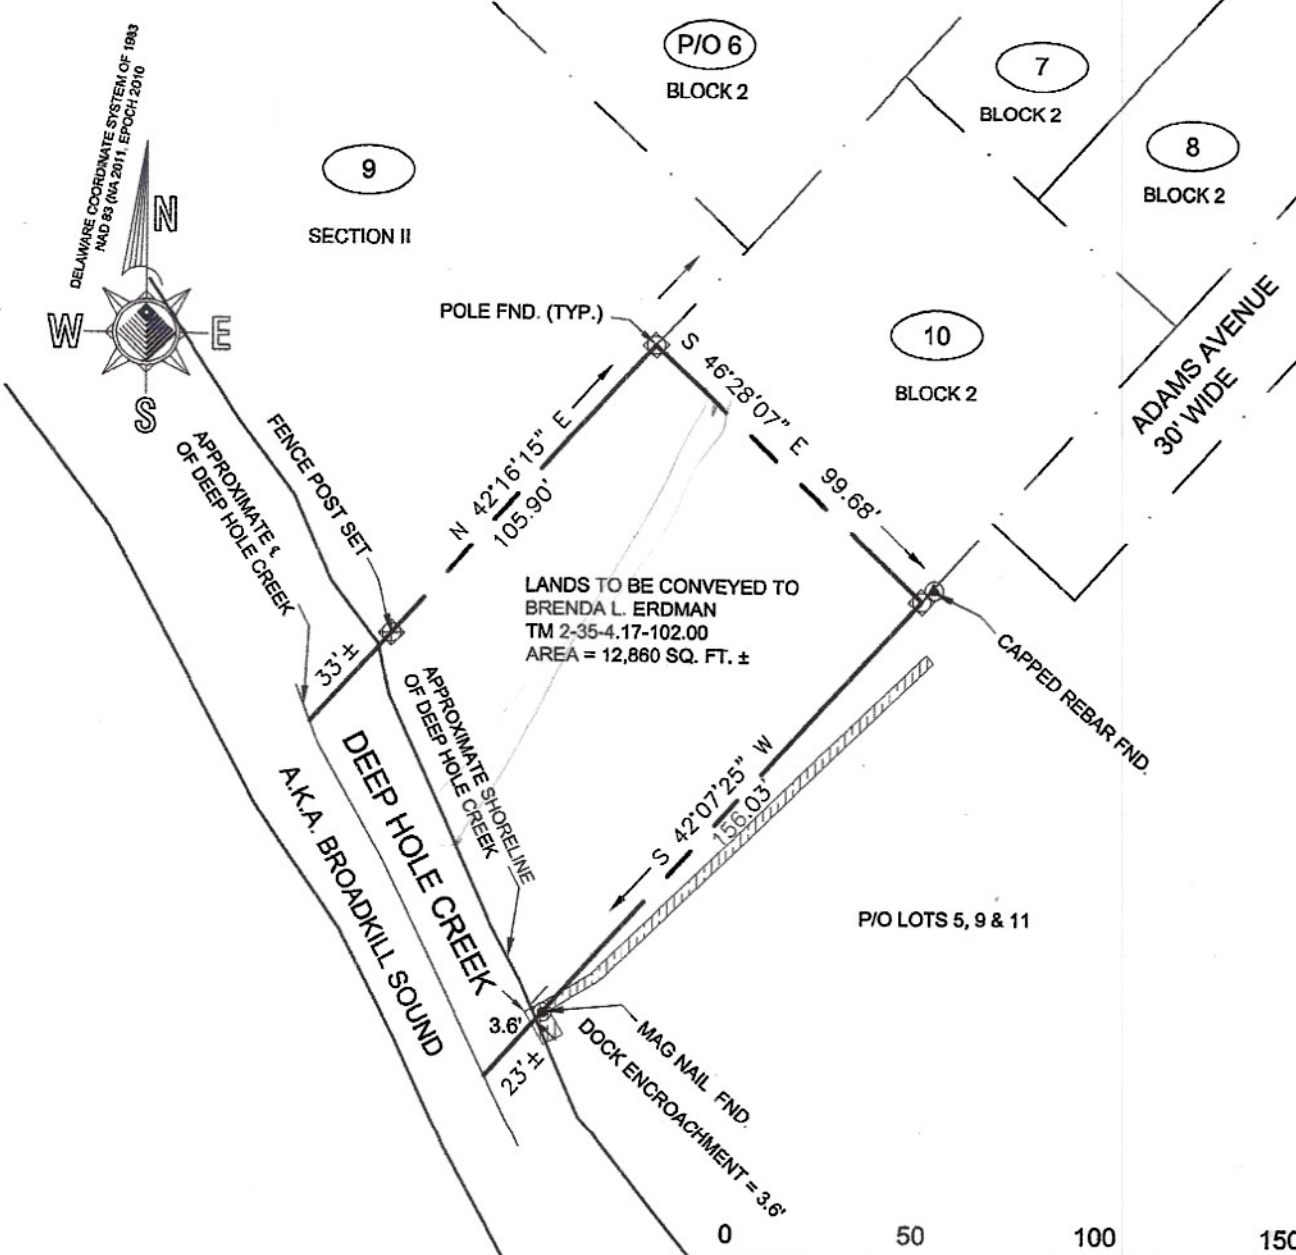 DELAWARE COORDINATE SYSTEM OF 1983
NAD 83 (NA 2011, EPOCH 2010
N
W
E
S
P/O 6
BLOCK 2
7
BLOCK 2
8
BLOCK 2
9
SECTION II
POLE FND. (TYP.)
10
BLOCK 2
ADAMS AVENUE
30' WIDE
S 46°28'07" E 99.68'
N 42°16'15" E
105.90'
FENCE POST SET
APPROXIMATE ℄
OF DEEP HOLE CREEK
LANDS TO BE CONVEYED TO
BRENDA L. ERDMAN
TM 2-35-4.17-102.00
AREA = 12,860 SQ. FT. ±
33'±
APPROXIMATE SHORELINE
OF DEEP HOLE CREEK
CAPPED REBAR FND.
S 42°07'25" W
156.03'
DEEP HOLE CREEK
A.K.A. BROADKILL SOUND
P/O LOTS 5, 9 & 11
3.6'
23'±
MAG NAIL FND.
DOCK ENCROACHMENT = 3.6'
0 50 100 150